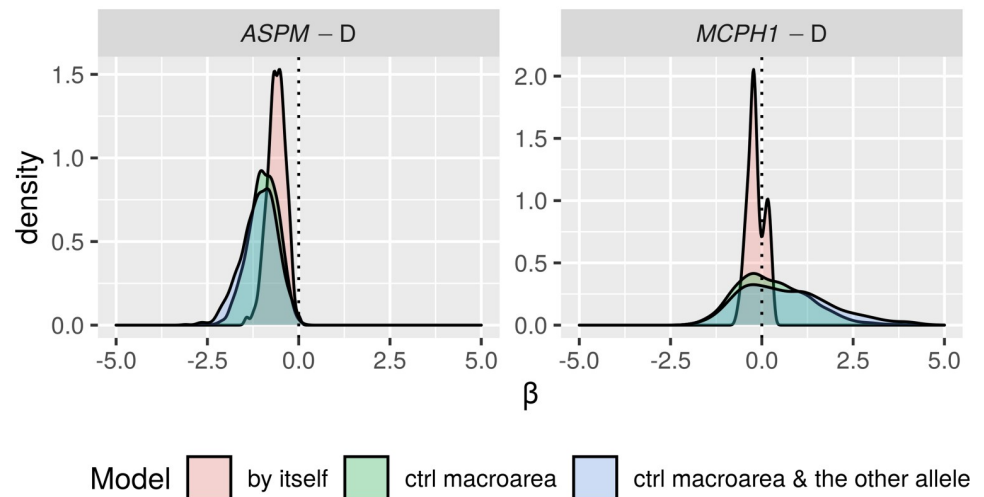 ASPM − D
MCPH1 − D
density
1.5
1.0
0.5
0.0
-5.0 -2.5 0.0 2.5 5.0
2.0
1.5
1.0
0.5
0.0
-5.0 -2.5 0.0 2.5 5.0
β
Model by itself ctrl macroarea ctrl macroarea & the other allele